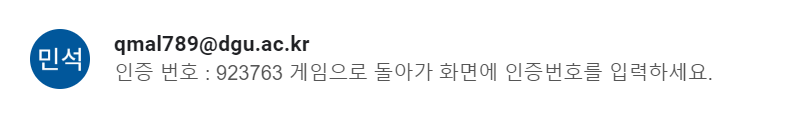 민석
qmal789@dgu.ac.kr
인증 번호 : 923763 게임으로 돌아가 화면에 인증번호를 입력하세요.